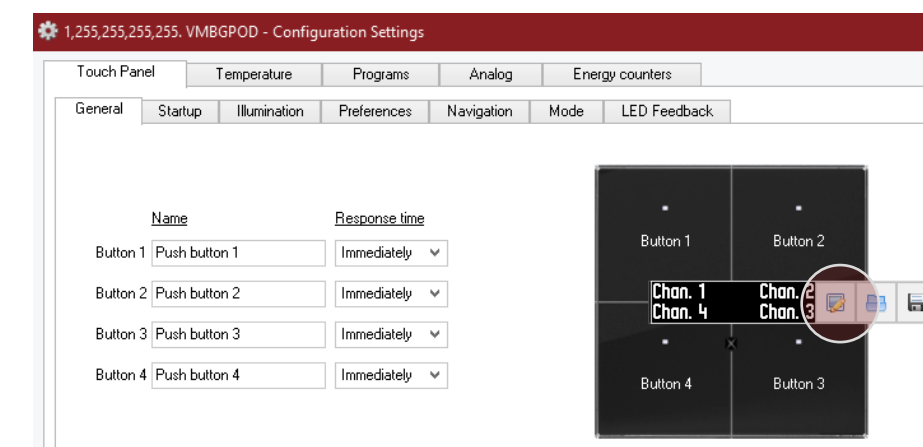 1,255,255,255,255. VMBGPOD - Configuration Settings
Touch Panel Temperature Programs Analog Energy counters
General Startup Illumination Preferences Navigation Mode LED Feedback
Name Response time
Button 1 Push button 1 Immediately
Button 2 Push button 2 Immediately
Button 3 Push button 3 Immediately
Button 4 Push button 4 Immediately
Button 1 Button 2
Chan. 1 Chan. 2
Chan. 4 Chan. 3
Button 4 Button 3